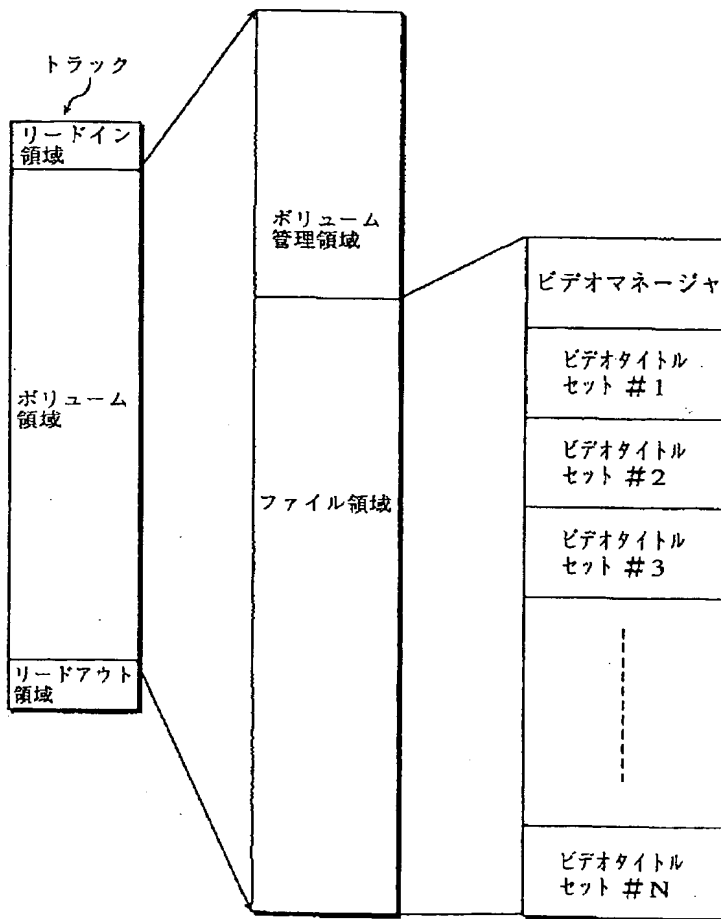 トラック
リードイン
領域
ボリューム
領域
リードアウト
領域
ボリューム
管理領域
ファイル領域
ビデオマネージャ
ビデオタイトル
セット #1
ビデオタイトル
セット #2
ビデオタイトル
セット #3
ビデオタイトル
セット #N